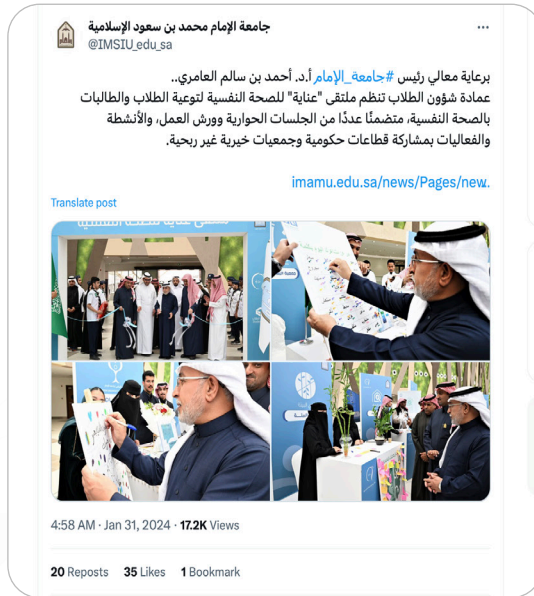 جامعة الإمام محمد بن سعود الإسلامية
@IMSIU_edu_sa
برعاية معالي رئيس #جامعة_الإمام أ.د. أحمد بن سالم العامري..
عمادة شؤون الطلاب تنظم ملتقى "عناية" للصحة النفسية لتوعية الطلاب والطالبات
بالصحة النفسية، متضمنًا عددًا من الجلسات الحوارية وورش العمل، والأنشطة
والفعاليات بمشاركة قطاعات حكومية وجمعيات خيرية غير ربحية.
imamu.edu.sa/news/Pages/new..
Translate post
4:58 AM · Jan 31, 2024 · 17.2K Views
20 Reposts 35 Likes 1 Bookmark